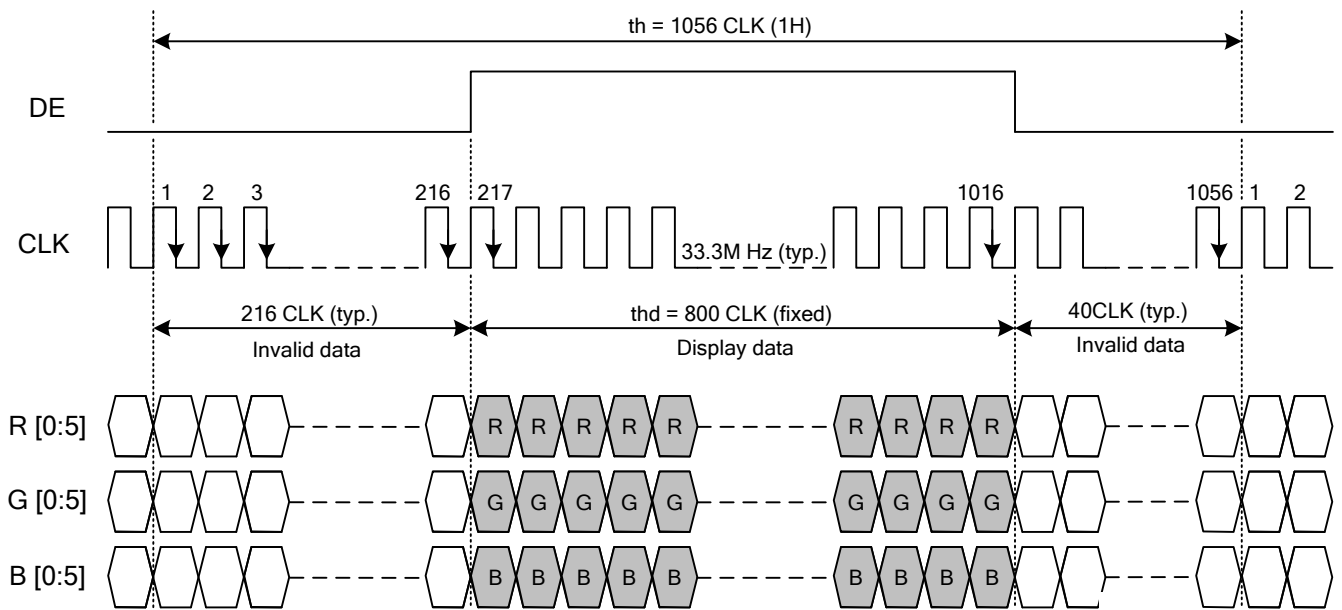 th = 1056 CLK (1H)
DE
1 2 3 216 217 1016 1056 1 2
CLK
33.3M Hz (typ.)
216 CLK (typ.) thd = 800 CLK (fixed) 40CLK (typ.)
Invalid data Display data Invalid data
R [0:5] R R R R R R R R R
G [0:5] G G G G G G G G G
B [0:5] B B B B B B B B B